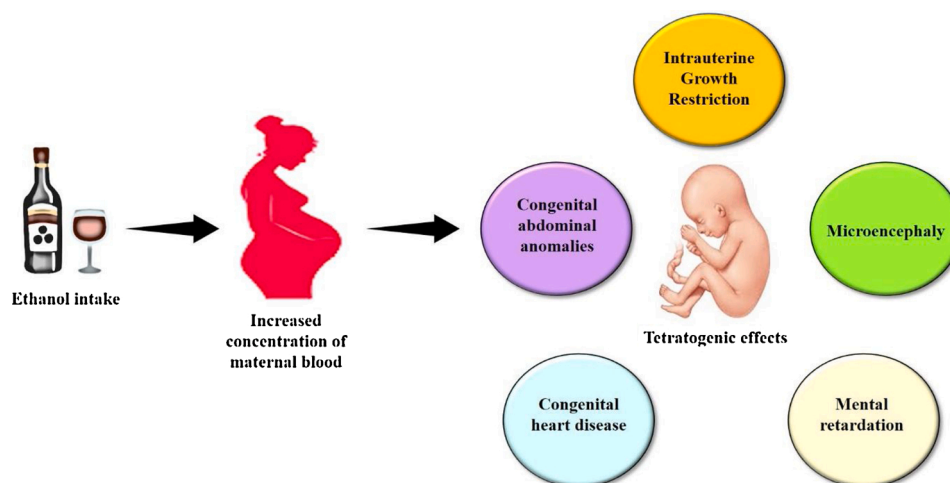 Ethanol intake
Increased
concentration of
maternal blood
Intrauterine
Growth
Restriction
Congenital
abdominal
anomalies
Microencephaly
Tetratogenic effects
Congenital
heart disease
Mental
retardation